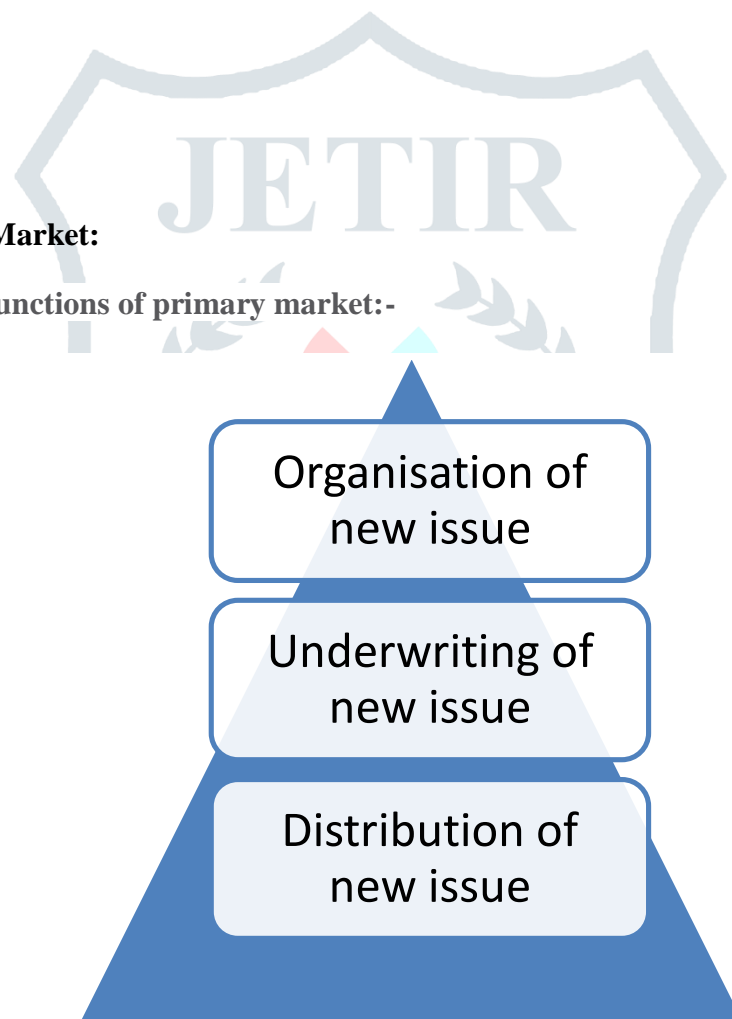 JETIR
Market:
unctions of primary market:-
Organisation of
new issue
Underwriting of
new issue
Distribution of
new issue